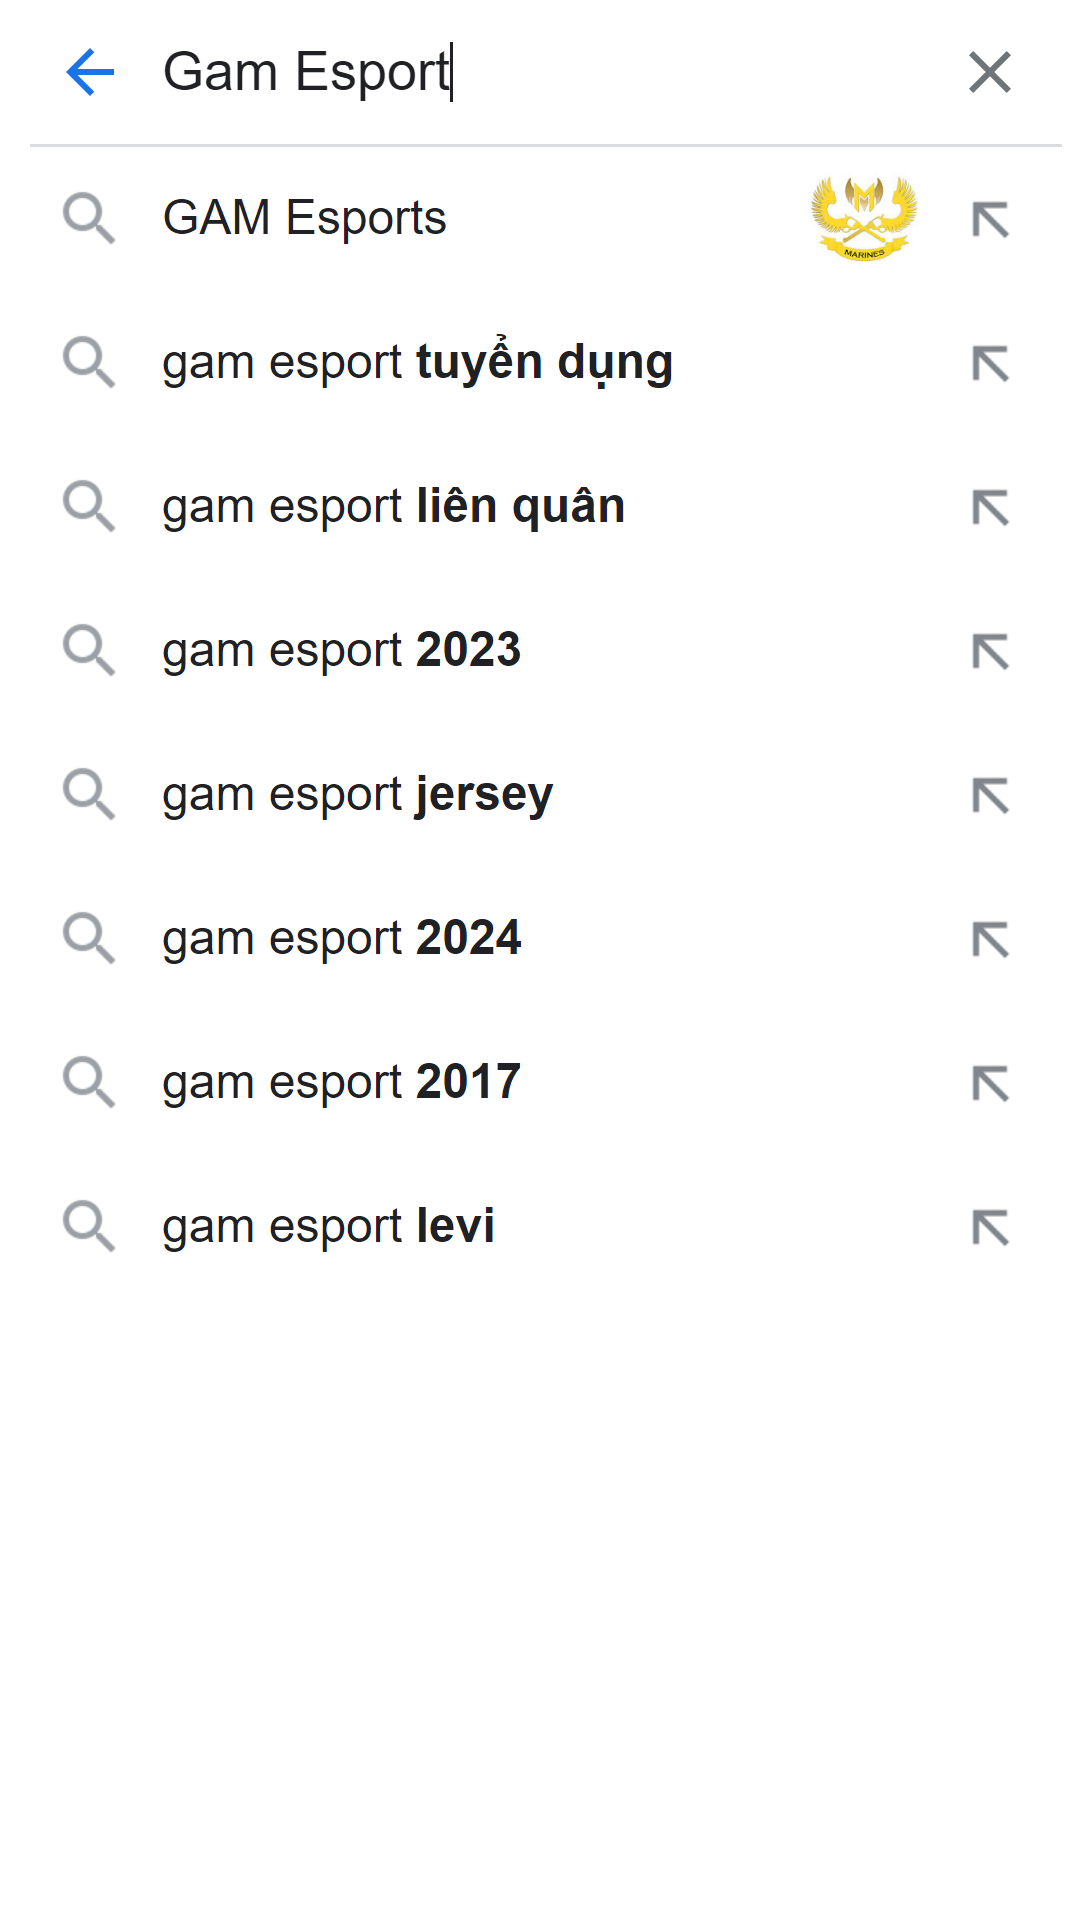 Gam Esport
GAM Esports
MARINES
gam esport tuyển dụng
gam esport liên quân
gam esport 2023
gam esport jersey
gam esport 2024
gam esport 2017
gam esport levi